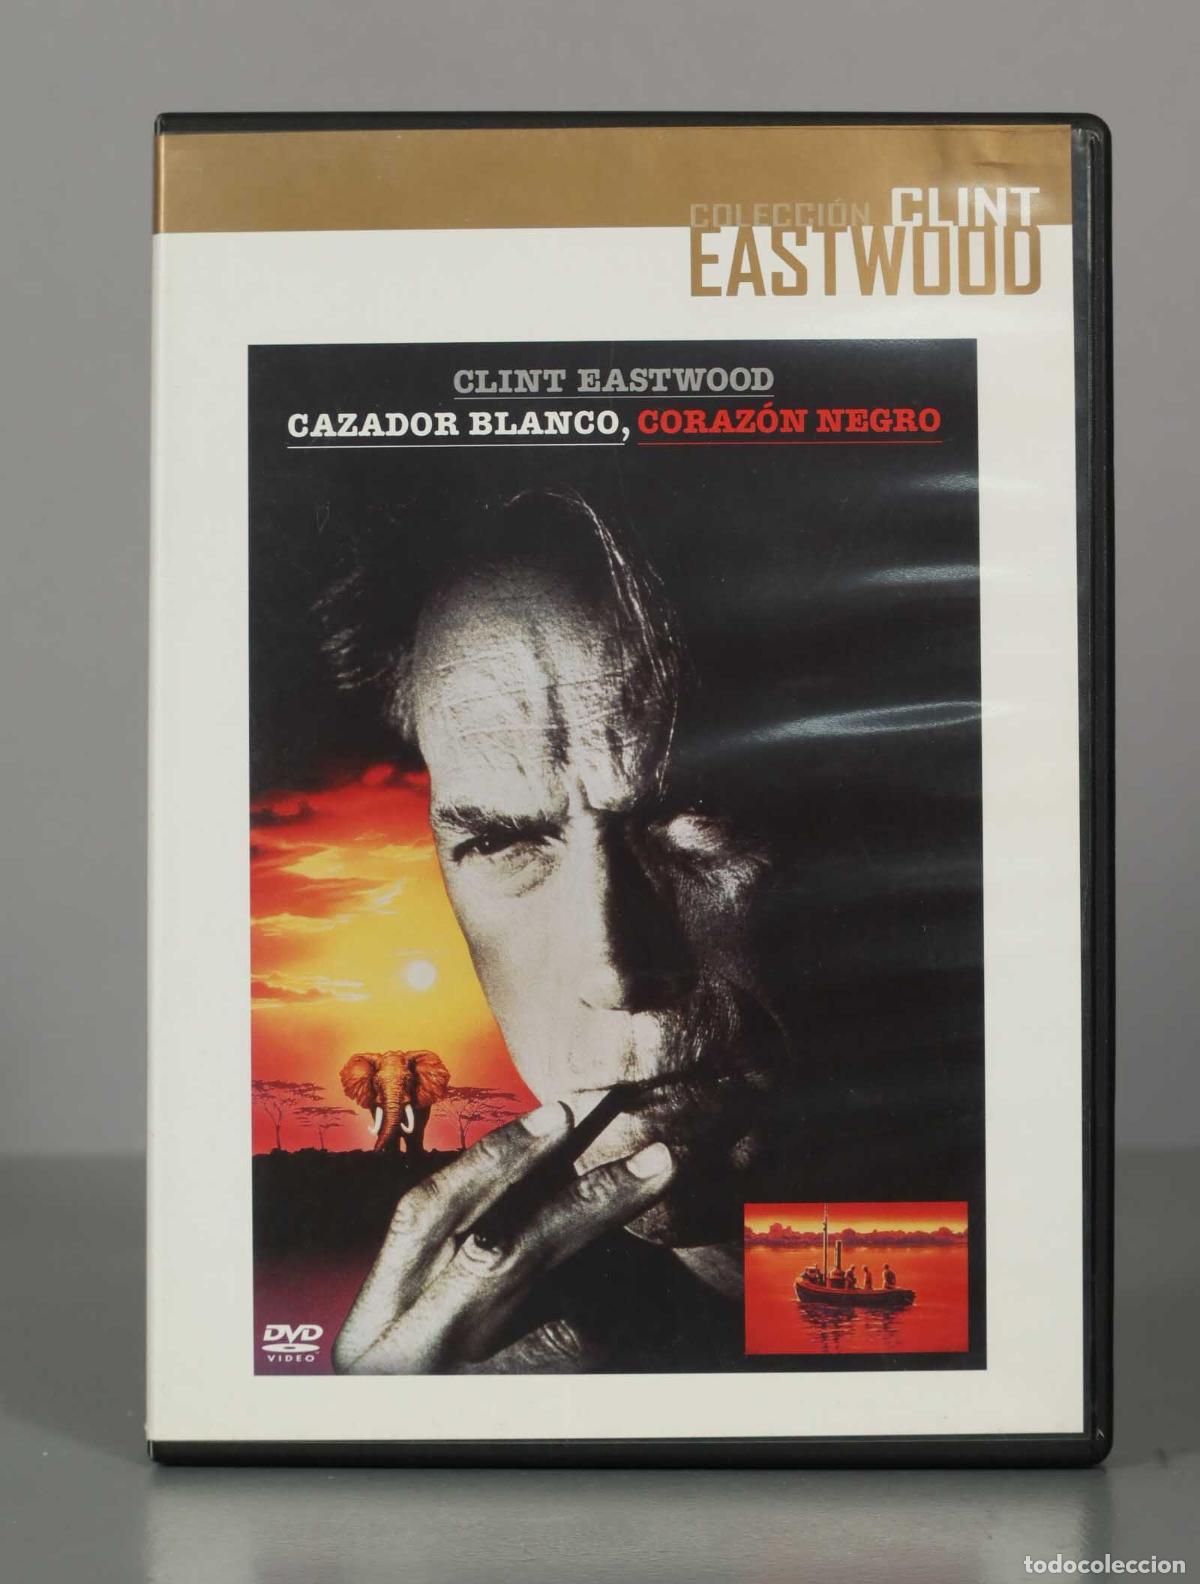 COLECCIÓN CLINT
EASTWOOD
CLINT EASTWOOD
CAZADOR BLANCO, CORAZÓN NEGRO
DVD
VIDEO
todocoleccion